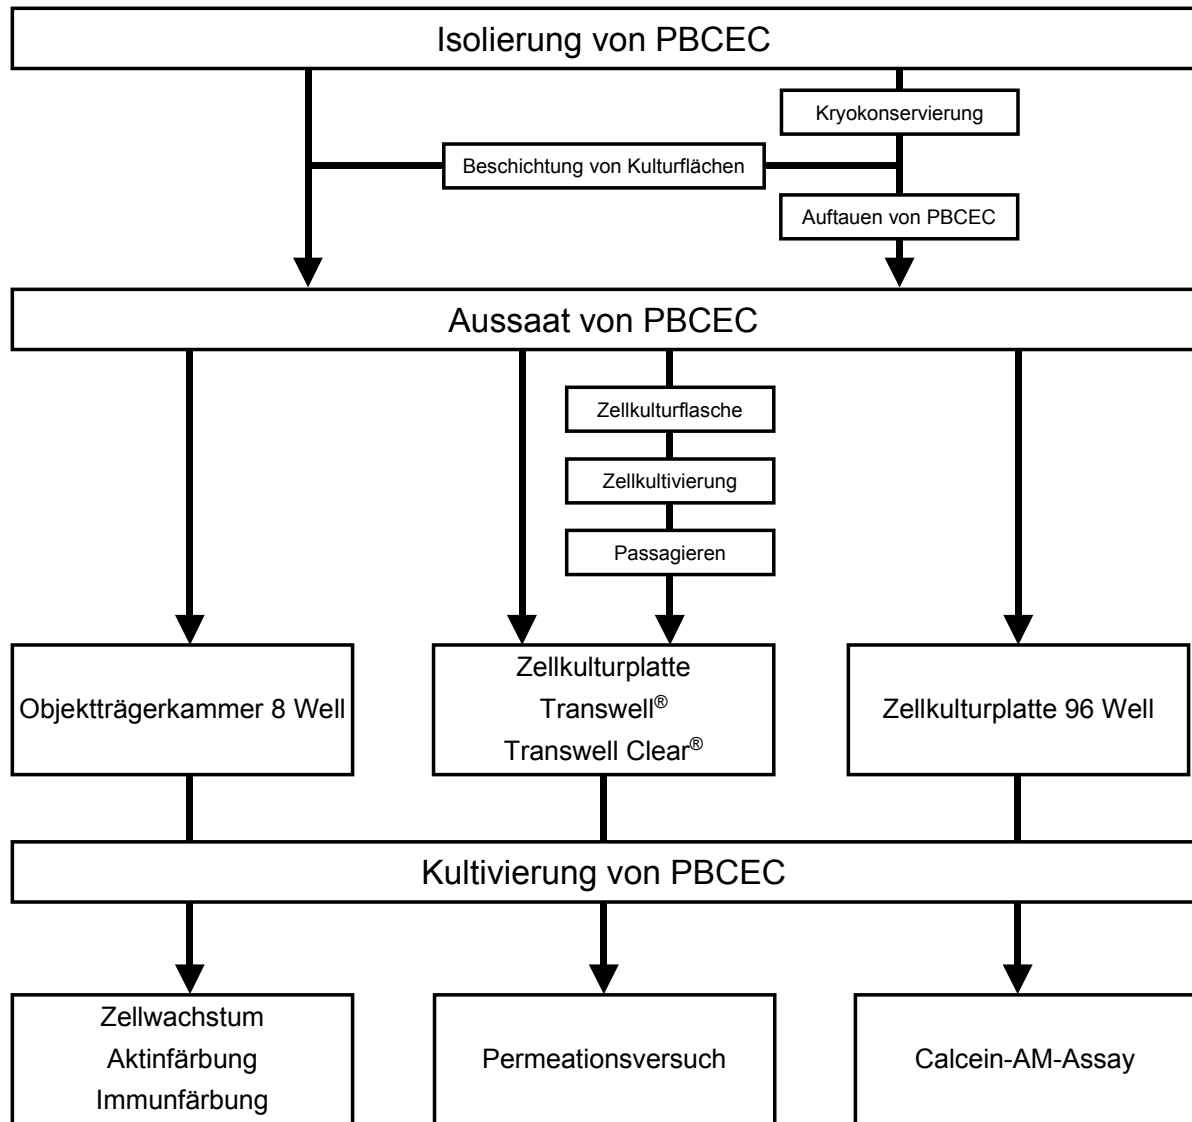 Isolierung von PBCEC
Kryokonservierung
Beschichtung von Kulturflächen
Auftauen von PBCEC
Aussaat von PBCEC
Zellkulturflasche
Zellkultivierung
Passagieren
Objektträgerkammer 8 Well
Zellkulturplatte
Transwell®
Transwell Clear®
Zellkulturplatte 96 Well
Kultivierung von PBCEC
Zellwachstum
Aktinfärbung
Immunfärbung
Permeationsversuch
Calcein-AM-Assay